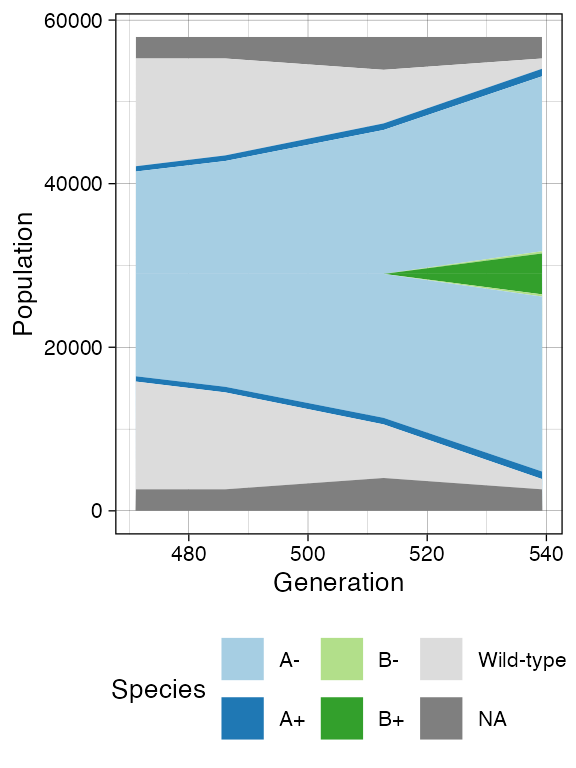 60000
40000
20000
0
Population
480 500 520 540
Generation
Species
A- B- Wild-type
A+ B+ NA